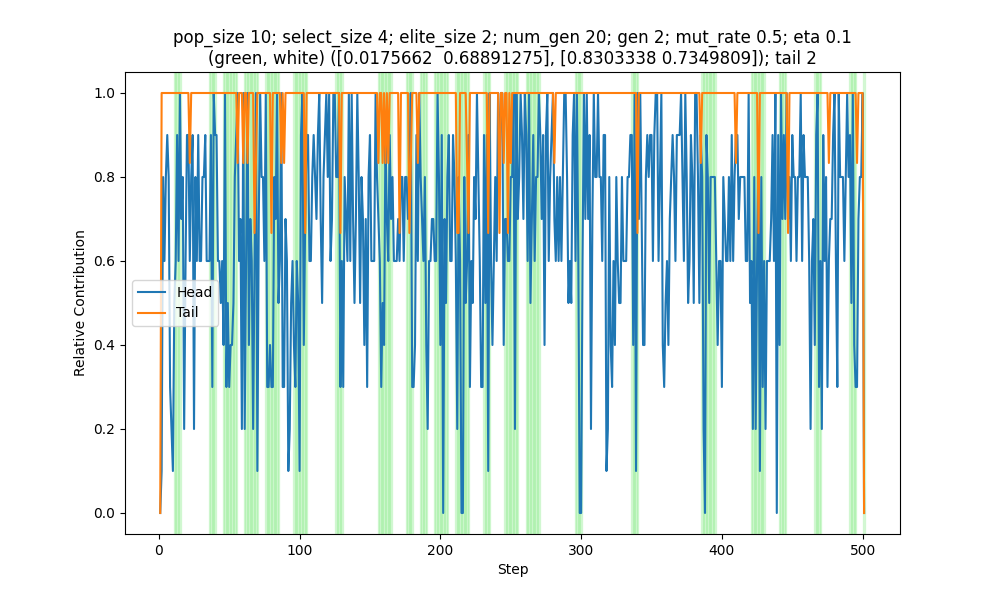 pop_size 10; select_size 4; elite_size 2; num_gen 20; gen 2; mut_rate 0.5; eta 0.1
(green, white) ([0.0175662  0.68891275], [0.8303338 0.7349809]); tail 2
1.0
0.8
0.6
0.4
0.2
0.0
Relative Contribution
Head
Tail
0
100
200
300
400
500
Step